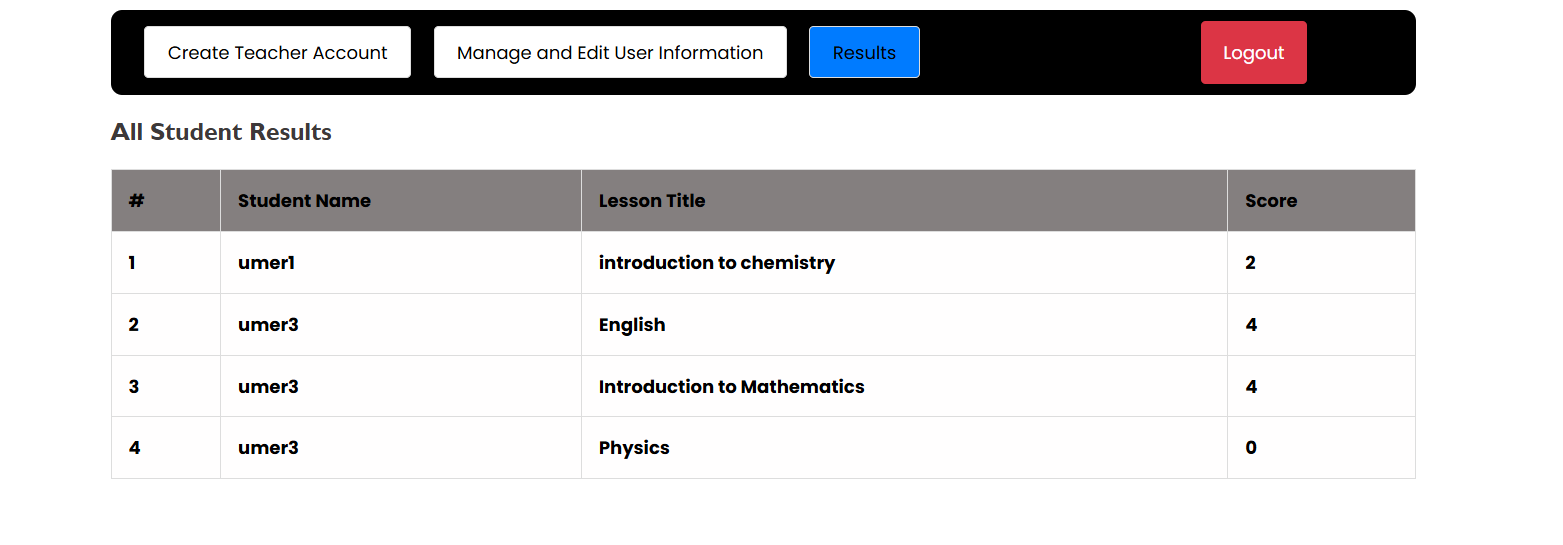 Create Teacher Account Manage and Edit User Information Results Logout
All Student Results
# Student Name Lesson Title Score
1 umer1 introduction to chemistry 2
2 umer3 English 4
3 umer3 Introduction to Mathematics 4
4 umer3 Physics 0